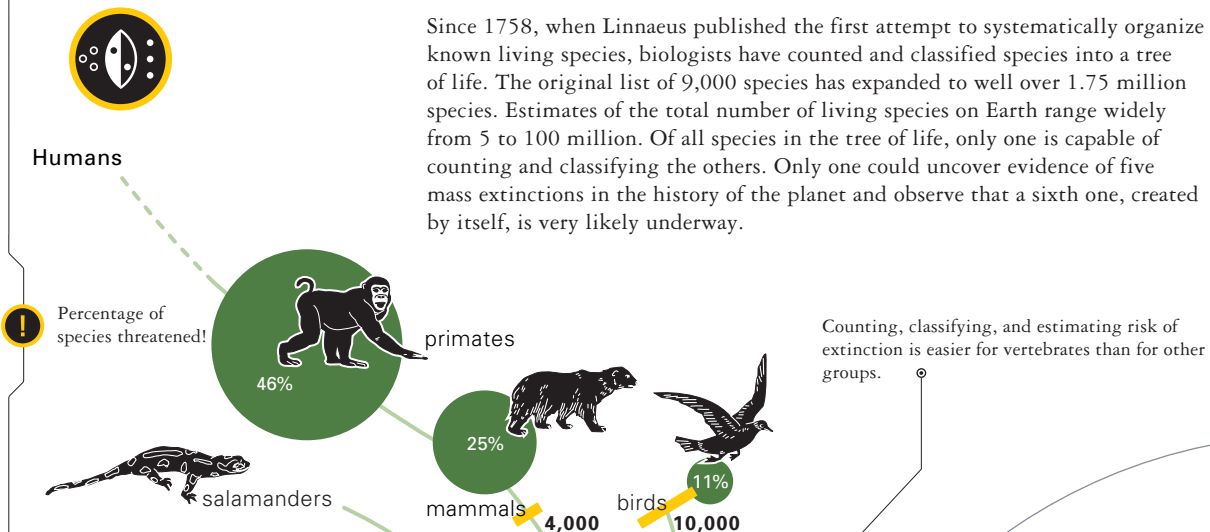 Since 1758, when Linnaeus published the first attempt to systematically organize
known living species, biologists have counted and classified species into a tree
of life. The original list of 9,000 species has expanded to well over 1.75 million
species. Estimates of the total number of living species on Earth range widely
from 5 to 100 million. Of all species in the tree of life, only one is capable of
counting and classifying the others. Only one could uncover evidence of five
mass extinctions in the history of the planet and observe that a sixth one, created
by itself, is very likely underway.
Humans
!
Percentage of
species threatened!
primates
46%
Counting, classifying, and estimating risk of
extinction is easier for vertebrates than for other
groups.
25%
11%
salamanders
mammals
4,000
birds
10,000